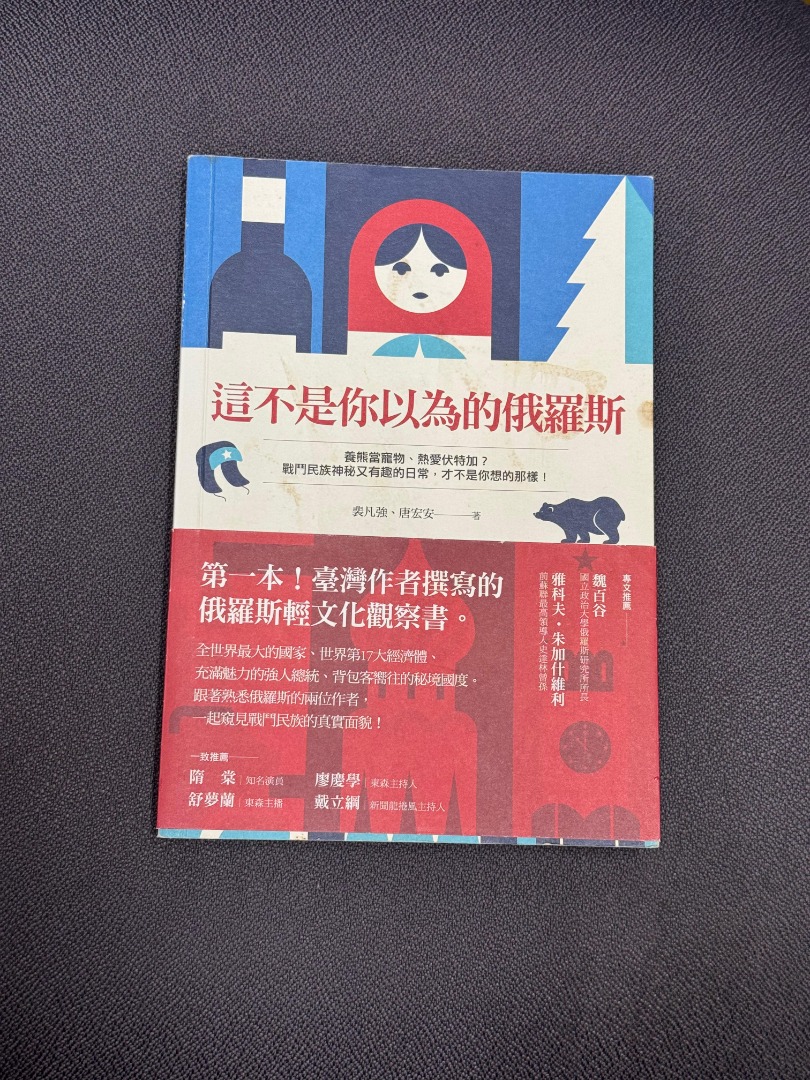 這不是你以為的俄羅斯
養熊當寵物、熱愛伏特加？
戰鬥民族神秘又有趣的日常，才不是你想的那樣！
裴凡強、唐宏安——著
第一本！臺灣作者撰寫的
俄羅斯輕文化觀察書。
全世界最大的國家、世界第17大經濟體、
充滿魅力的強人總統、背包客嚮往的秘境國度。
跟著熟悉俄羅斯的兩位作者，
一起窺見戰鬥民族的真實面貌！
專文推薦——
魏百谷
國立政治大學俄羅斯研究所所長
雅科夫・朱加什維利
前蘇聯最高領導人史達林曾孫
一致推薦——
隋 棠｜知名演員
廖慶學｜東森主持人
舒夢蘭｜東森主播
戴立綱｜新聞龍捲風主持人